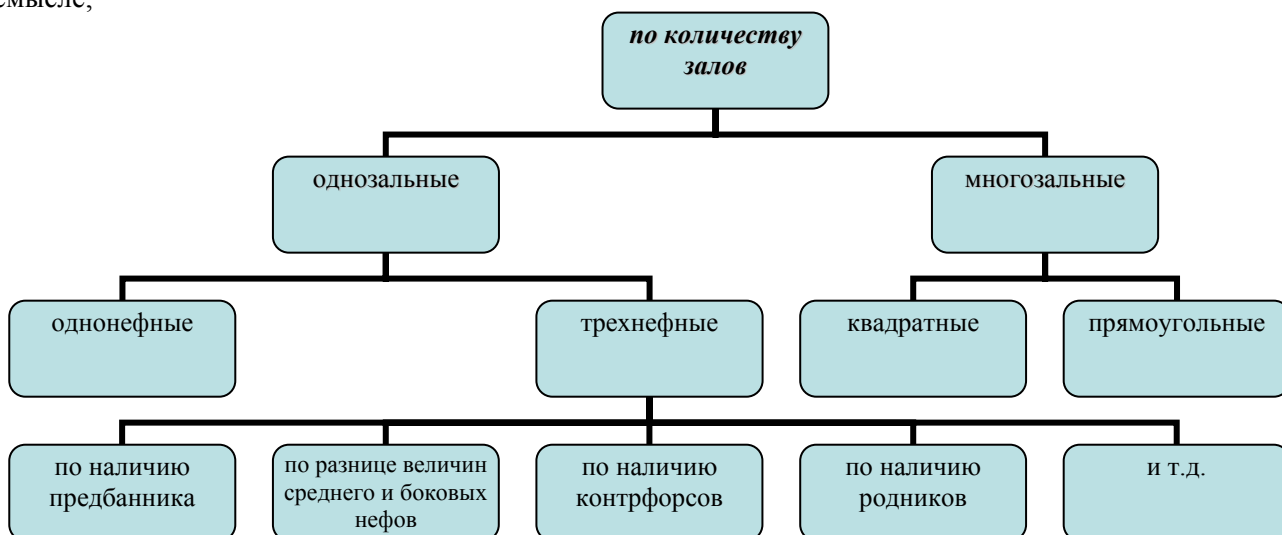 по количеству
залов
однозальные
многозальные
однонефные
трехнефные
квадратные
прямоугольные
по наличию
предбанника
по разнице величин
среднего и боковых
нефов
по наличию
контрфорсов
по наличию
родников
и т.д.